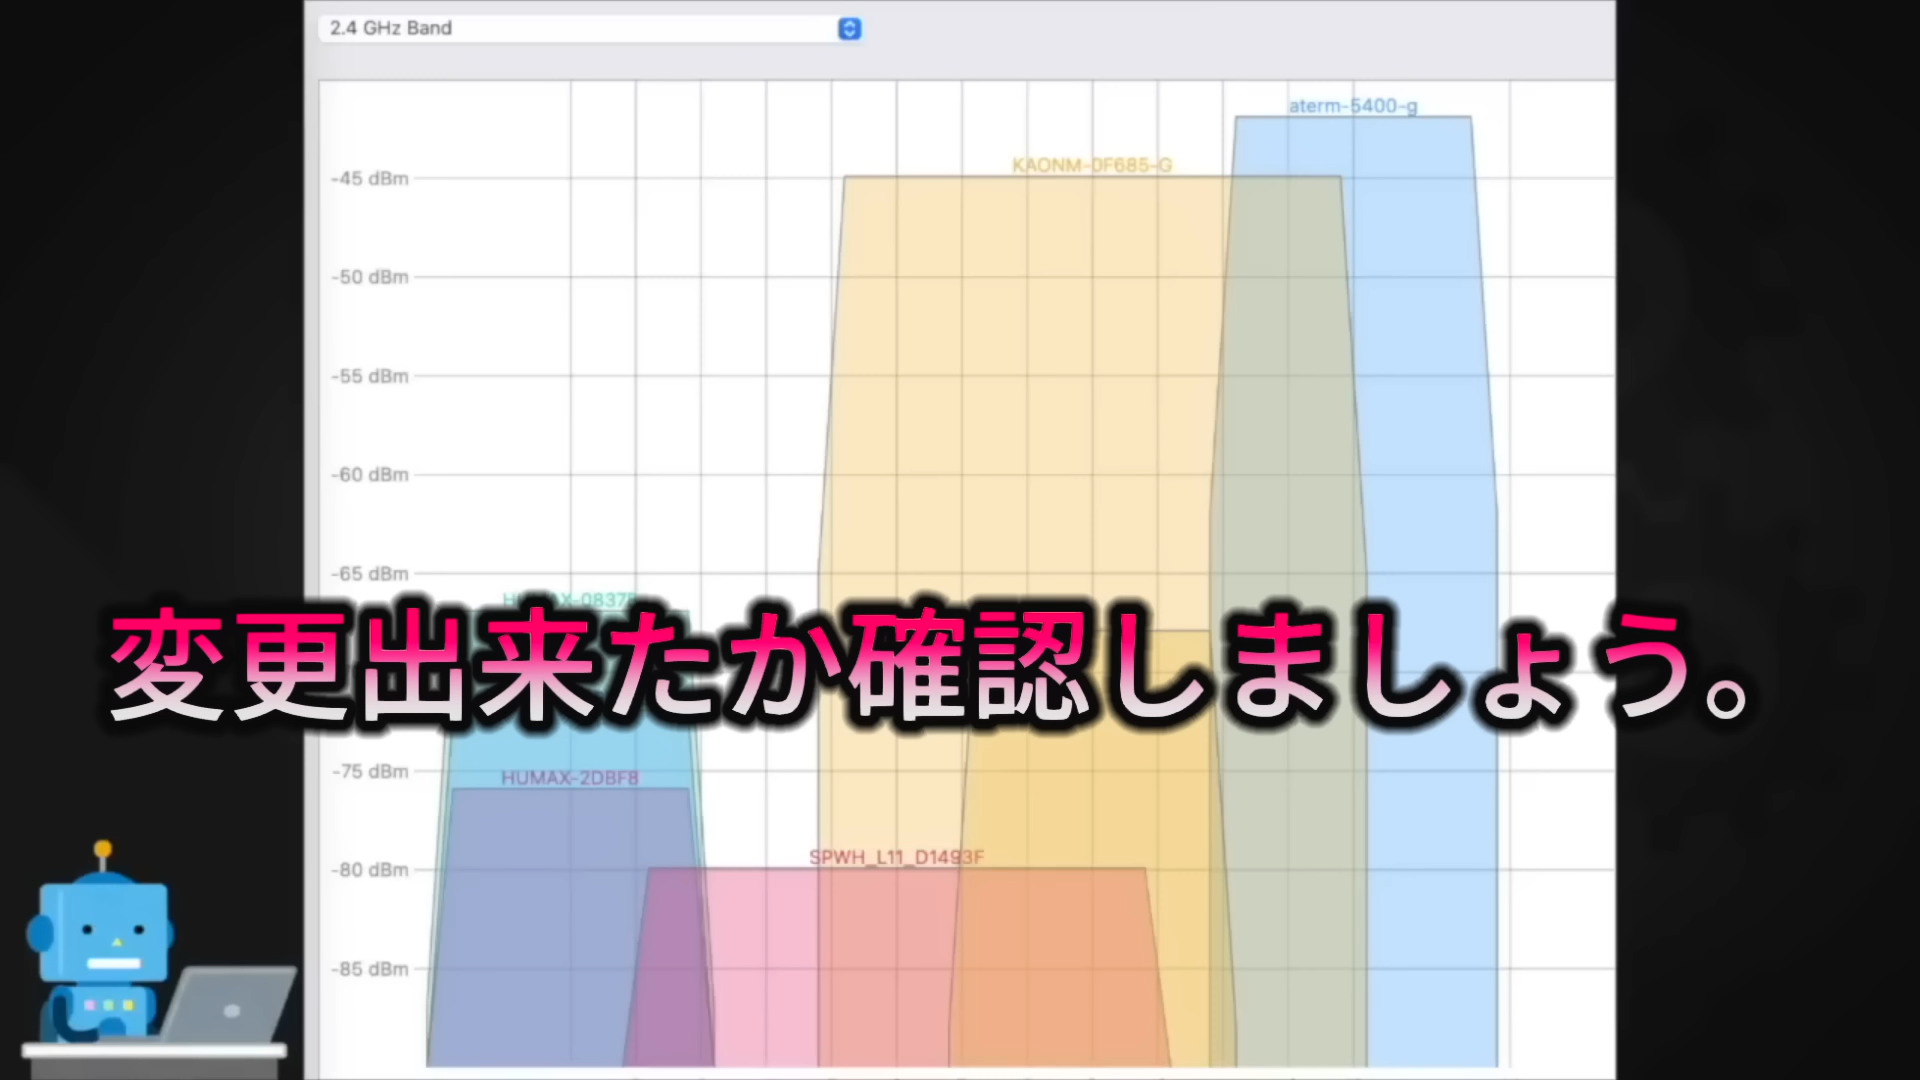 2.4 GHz Band
aterm-5400-g
KAONM-0F685-G
-45 dBm
-50 dBm
-55 dBm
-60 dBm
-65 dBm
変更出来たか確認しましょう。
-75 dBm
HUMAX-2DBF8
SPWH_L11_D1493F
-80 dBm
-85 dBm